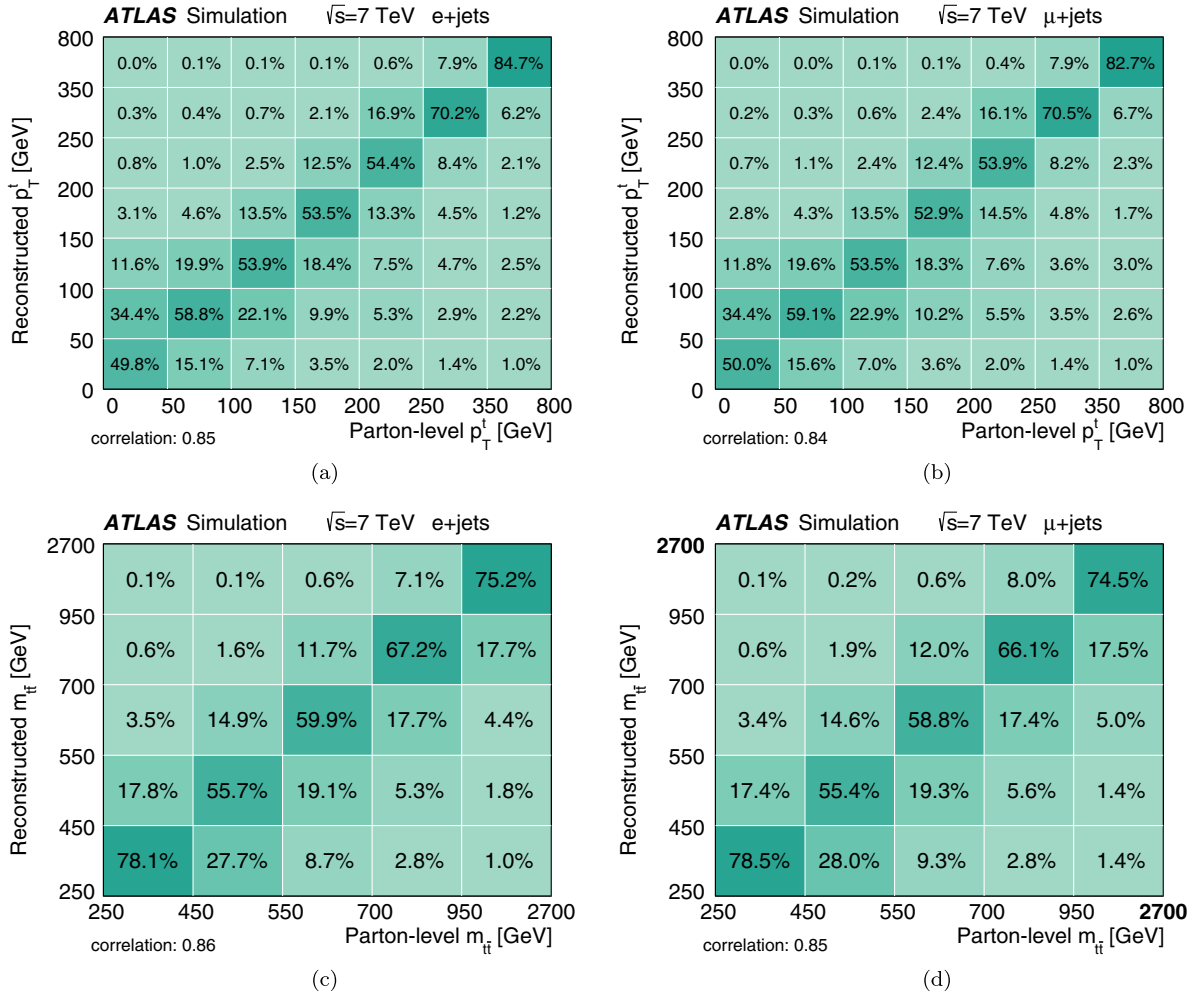 ATLAS Simulation √s=7 TeV e+jets
Reconstructed p_T^t [GeV]
800
0.0% 0.1% 0.1% 0.1% 0.6% 7.9% 84.7%
350
0.3% 0.4% 0.7% 2.1% 16.9% 70.2% 6.2%
250
0.8% 1.0% 2.5% 12.5% 54.4% 8.4% 2.1%
200
3.1% 4.6% 13.5% 53.5% 13.3% 4.5% 1.2%
150
11.6% 19.9% 53.9% 18.4% 7.5% 4.7% 2.5%
100
34.4% 58.8% 22.1% 9.9% 5.3% 2.9% 2.2%
50
49.8% 15.1% 7.1% 3.5% 2.0% 1.4% 1.0%
0
0 50 100 150 200 250 350 800
Parton-level p_T^t [GeV]
correlation: 0.85
(a)
ATLAS Simulation √s=7 TeV μ+jets
Reconstructed p_T^t [GeV]
800
0.0% 0.0% 0.1% 0.1% 0.4% 7.9% 82.7%
350
0.2% 0.3% 0.6% 2.4% 16.1% 70.5% 6.7%
250
0.7% 1.1% 2.4% 12.4% 53.9% 8.2% 2.3%
200
2.8% 4.3% 13.5% 52.9% 14.5% 4.8% 1.7%
150
11.8% 19.6% 53.5% 18.3% 7.6% 3.6% 3.0%
100
34.4% 59.1% 22.9% 10.2% 5.5% 3.5% 2.6%
50
50.0% 15.6% 7.0% 3.6% 2.0% 1.4% 1.0%
0
0 50 100 150 200 250 350 800
Parton-level p_T^t [GeV]
correlation: 0.84
(b)
ATLAS Simulation √s=7 TeV e+jets
Reconstructed m_tt̄ [GeV]
2700
0.1% 0.1% 0.6% 7.1% 75.2%
950
0.6% 1.6% 11.7% 67.2% 17.7%
700
3.5% 14.9% 59.9% 17.7% 4.4%
550
17.8% 55.7% 19.1% 5.3% 1.8%
450
78.1% 27.7% 8.7% 2.8% 1.0%
250
250 450 550 700 950 2700
Parton-level m_tt̄ [GeV]
correlation: 0.86
(c)
ATLAS Simulation √s=7 TeV μ+jets
Reconstructed m_tt̄ [GeV]
2700
0.1% 0.2% 0.6% 8.0% 74.5%
950
0.6% 1.9% 12.0% 66.1% 17.5%
700
3.4% 14.6% 58.8% 17.4% 5.0%
550
17.4% 55.4% 19.3% 5.6% 1.4%
450
78.5% 28.0% 9.3% 2.8% 1.4%
250
250 450 550 700 950 2700
Parton-level m_tt̄ [GeV]
correlation: 0.85
(d)